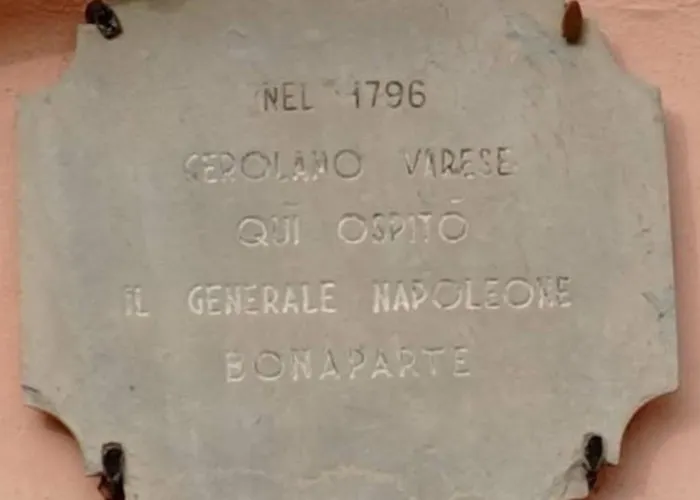 NEL 1796
GEROLAMO VARESE
QUI OSPITÒ
IL GENERALE NAPOLEONE
BONAPARTE